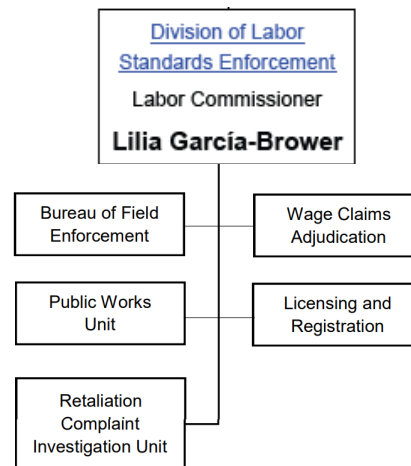 Division of Labor
Standards Enforcement
Labor Commissioner
Lilia García-Brower
Bureau of Field
Enforcement
Wage Claims
Adjudication
Public Works
Unit
Licensing and
Registration
Retaliation
Complaint
Investigation Unit